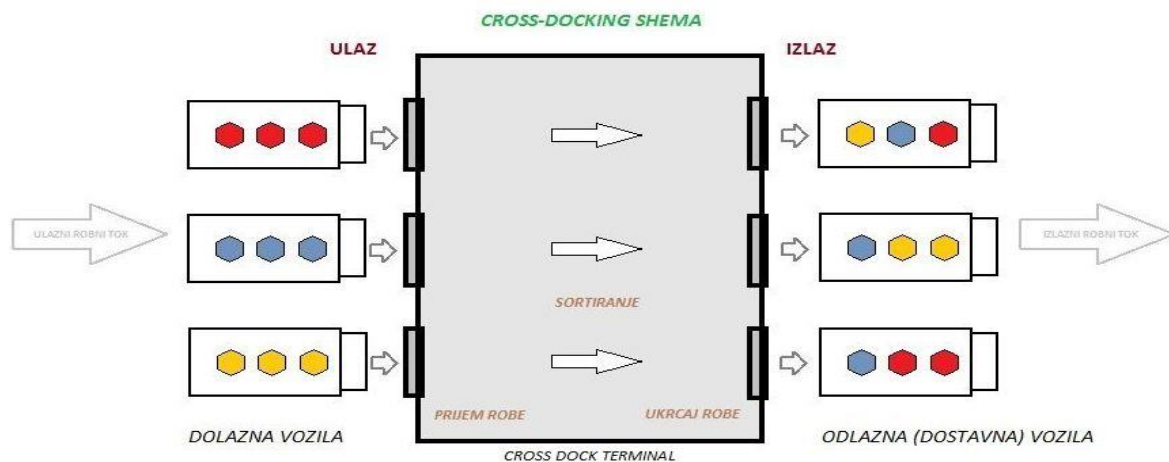 CROSS-DOCKING SHEMA
ULAZ
IZLAZ
ULAZNI ROBNI TOK
IZLAZNI ROBNI TOK
SORTIRANJE
PRIJEM ROBE
UKRCAJ ROBE
DOLAZNA VOZILA
ODLAZNA (DOSTAVNA) VOZILA
CROSS DOCK TERMINAL